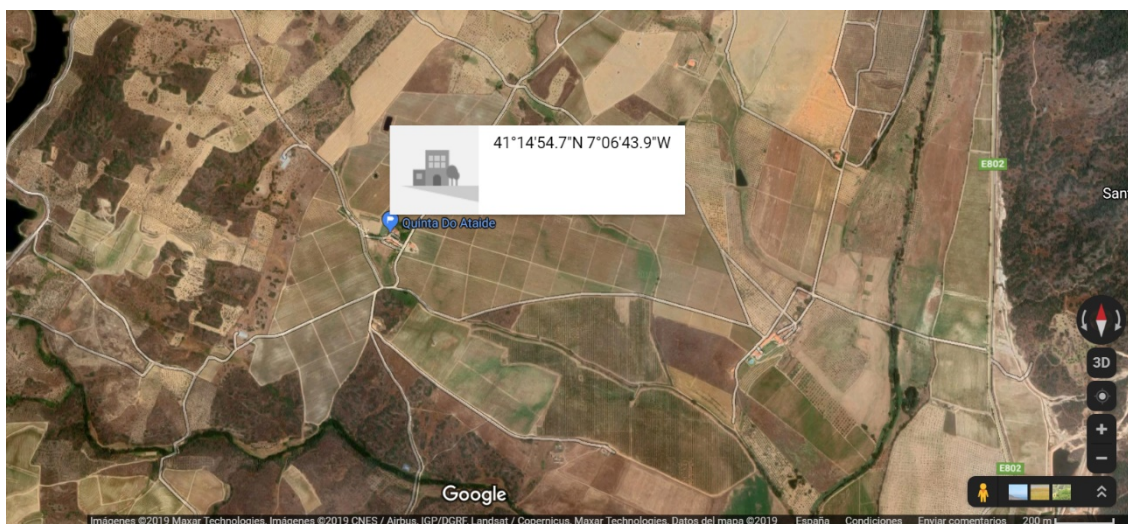 41°14'54.7"N 7°06'43.9"W
E802
San
Quinta Do Ataide
3D
E802
Google
Imágenes ©2019 Maxar Technologies, Imágenes ©2019 CNES / Airbus, IGP/DGRF, Landsat / Copernicus, Maxar Technologies, Datos del mapa ©2019 España Condiciones Enviar comentarios 200 m